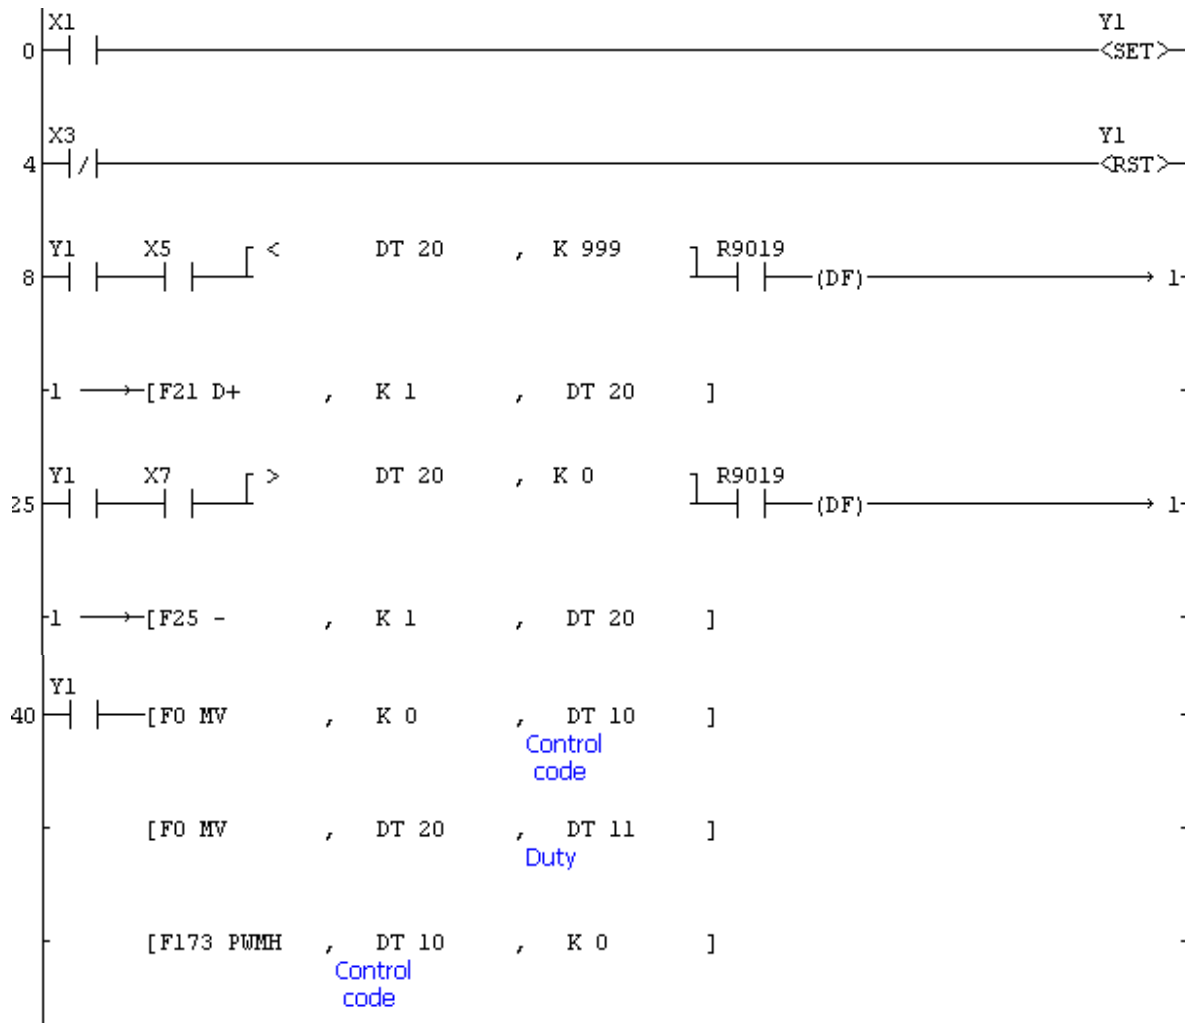 X1 Y1
0 <SET>
X3 Y1
4 / <RST>
Y1 X5 < DT 20 , K 999 R9019
8 (DF) 1
1 [F21 D+ , K 1 , DT 20 ]
Y1 X7 > DT 20 , K 0 R9019
25 (DF) 1
1 [F25 - , K 1 , DT 20 ]
Y1
40 [F0 MV , K 0 , DT 10 ]
Control
code
[F0 MV , DT 20 , DT 11 ]
Duty
[F173 PWMH , DT 10 , K 0 ]
Control
code